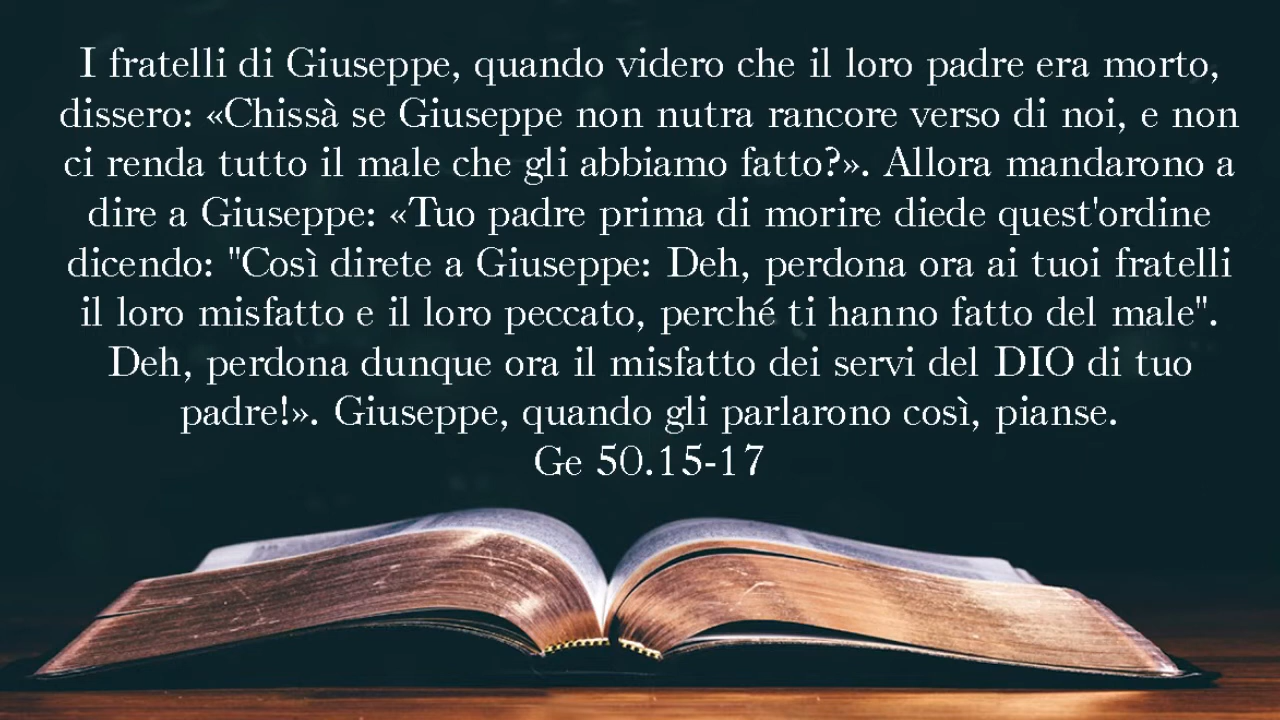 I fratelli di Giuseppe, quando videro che il loro padre era morto,
dissero: «Chissà se Giuseppe non nutra rancore verso di noi, e non
ci renda tutto il male che gli abbiamo fatto?». Allora mandarono a
dire a Giuseppe: «Tuo padre prima di morire diede quest'ordine
dicendo: "Così direte a Giuseppe: Deh, perdona ora ai tuoi fratelli
il loro misfatto e il loro peccato, perché ti hanno fatto del male".
Deh, perdona dunque ora il misfatto dei servi del DIO di tuo
padre!». Giuseppe, quando gli parlarono così, pianse.
Ge 50.15-17